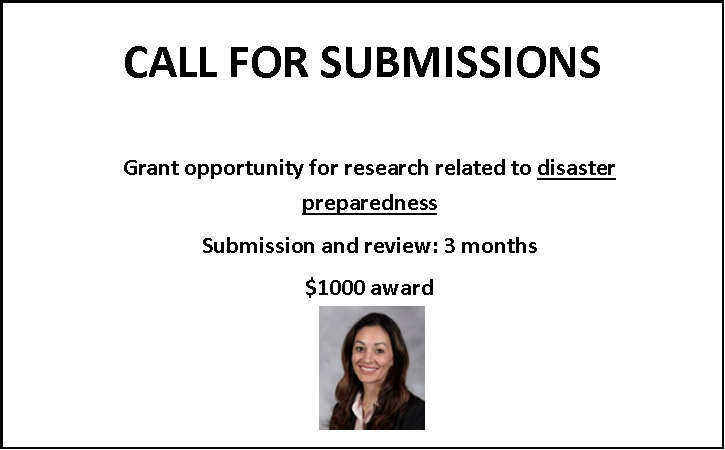 CALL FOR SUBMISSIONS
Grant opportunity for research related to disaster
preparedness
Submission and review: 3 months
$1000 award